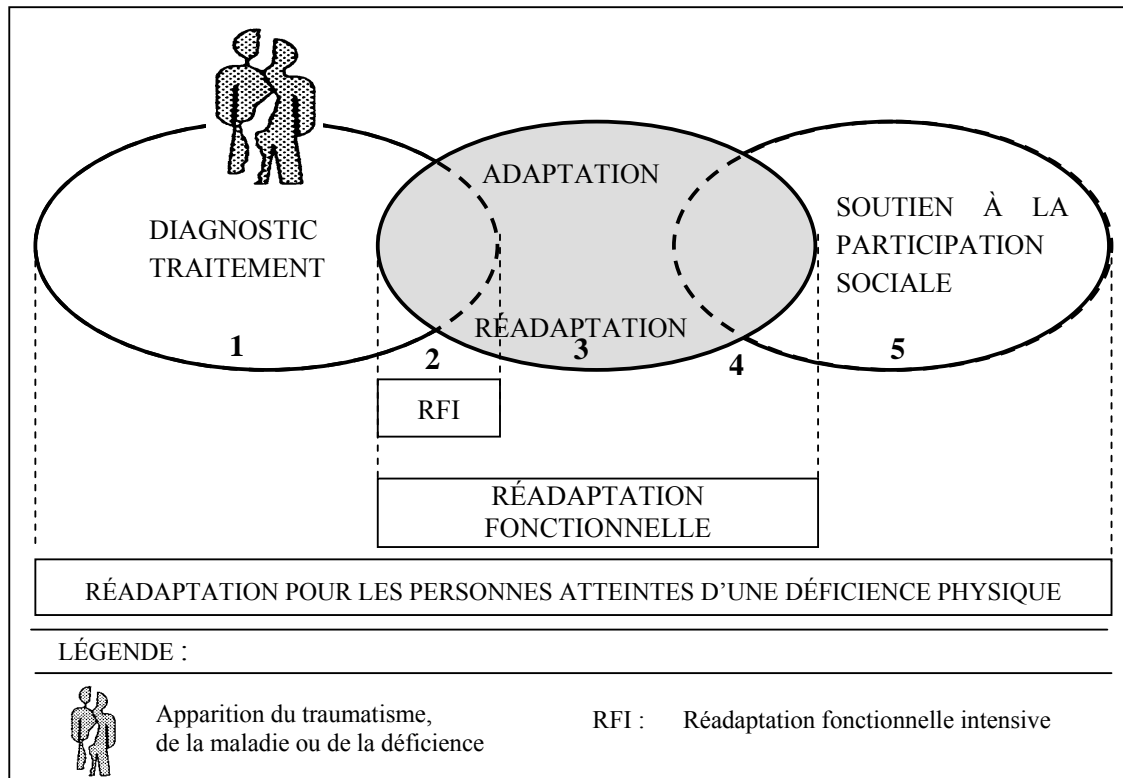 ADAPTATION
DIAGNOSTIC
TRAITEMENT
SOUTIEN À LA
PARTICIPATION
SOCIALE
RÉADAPTATION
1
2
3
4
5
RFI
RÉADAPTATION
FONCTIONNELLE
RÉADAPTATION POUR LES PERSONNES ATTEINTES D’UNE DÉFICIENCE PHYSIQUE
LÉGENDE :
Apparition du traumatisme,
de la maladie ou de la déficience
RFI : Réadaptation fonctionnelle intensive